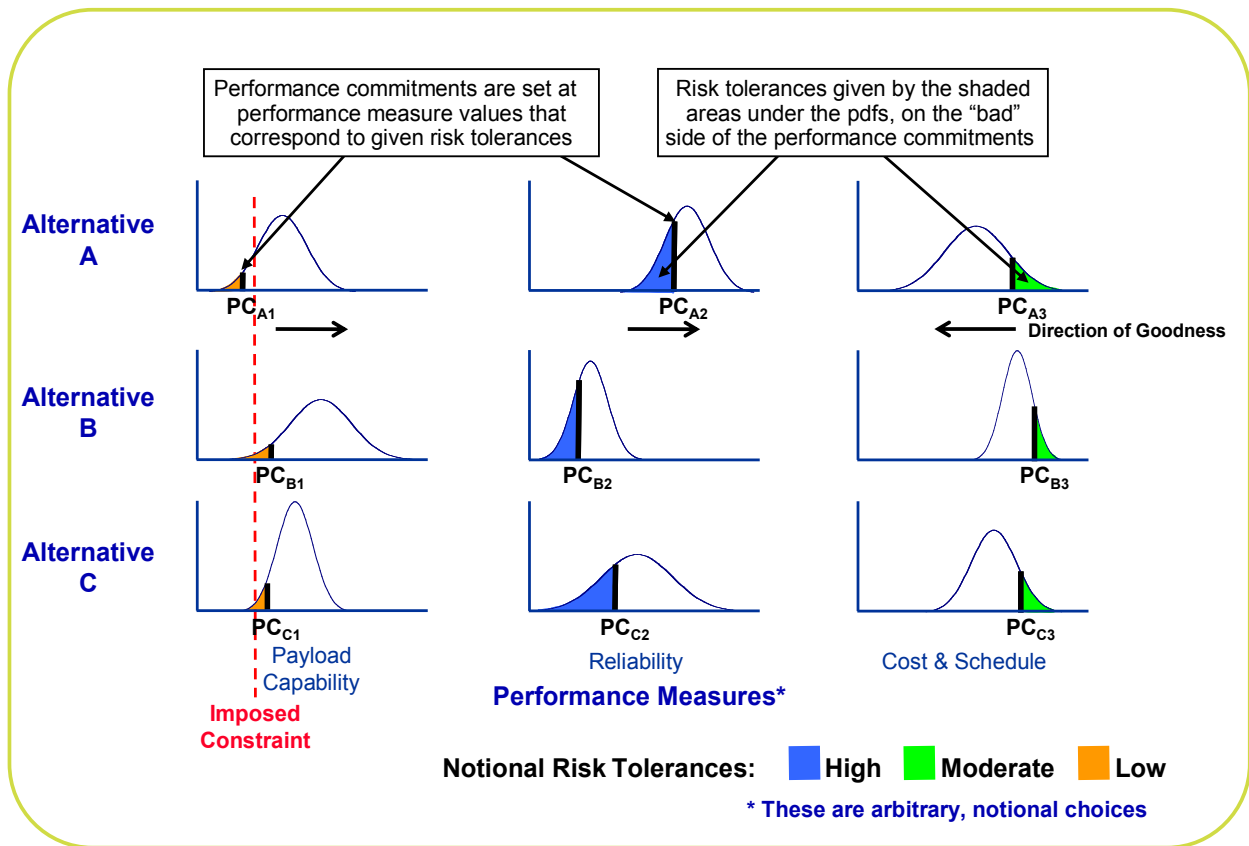 Performance commitments are set at
performance measure values that
correspond to given risk tolerances
Risk tolerances given by the shaded
areas under the pdfs, on the “bad”
side of the performance commitments
Alternative
A
PCA1
PCA2
PCA3
Direction of Goodness
Alternative
B
PCB1
PCB2
PCB3
Alternative
C
PCC1
PCC2
PCC3
Payload
Capability
Reliability
Cost & Schedule
Performance Measures*
Imposed
Constraint
Notional Risk Tolerances:
High
Moderate
Low
* These are arbitrary, notional choices